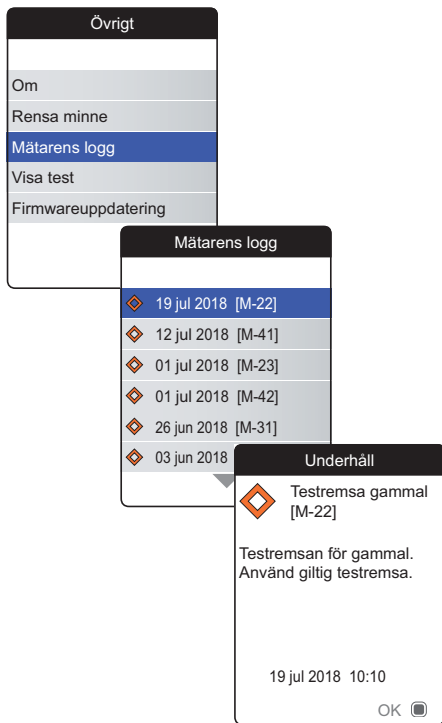 Övrigt
Om
Rensa minne
Mätarens logg
Visa test
Firmwareuppdatering
Mätarens logg
19 jul 2018 [M-22]
12 jul 2018 [M-41]
01 jul 2018 [M-23]
01 jul 2018 [M-42]
26 jun 2018 [M-31]
03 jun 2018
Underhåll
Testremsa gammal
[M-22]
Testremsan för gammal.
Använd giltig testremsa.
19 jul 2018 10:10
OK